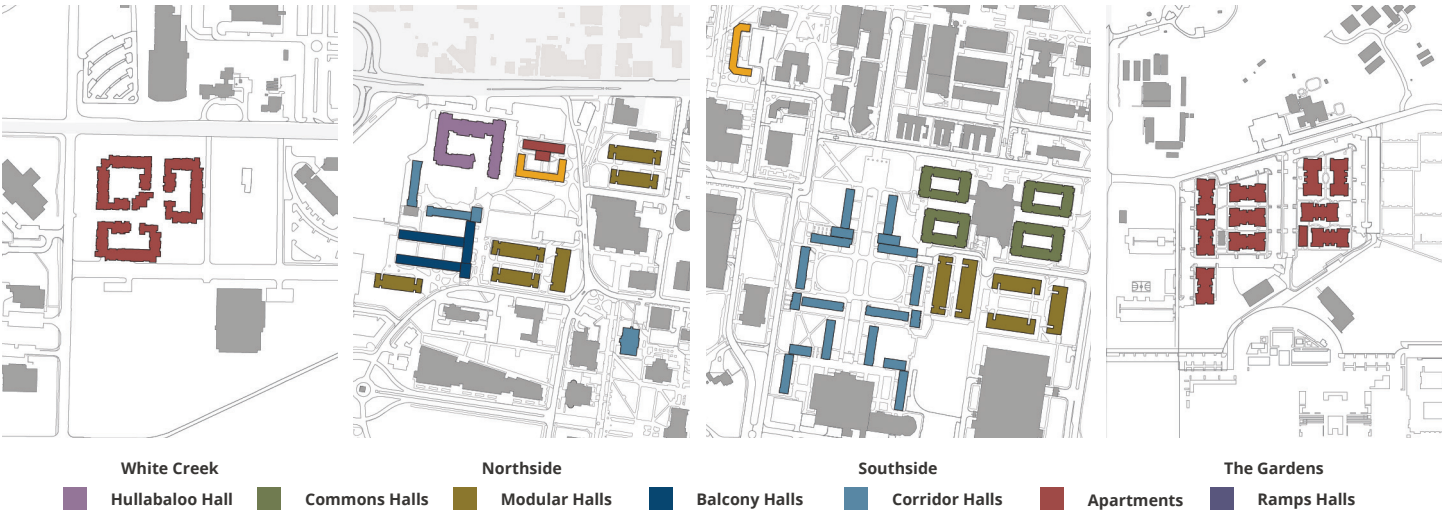 White Creek Northside Southside The Gardens
Hullabaloo Hall Commons Halls Modular Halls Balcony Halls Corridor Halls Apartments Ramps Halls